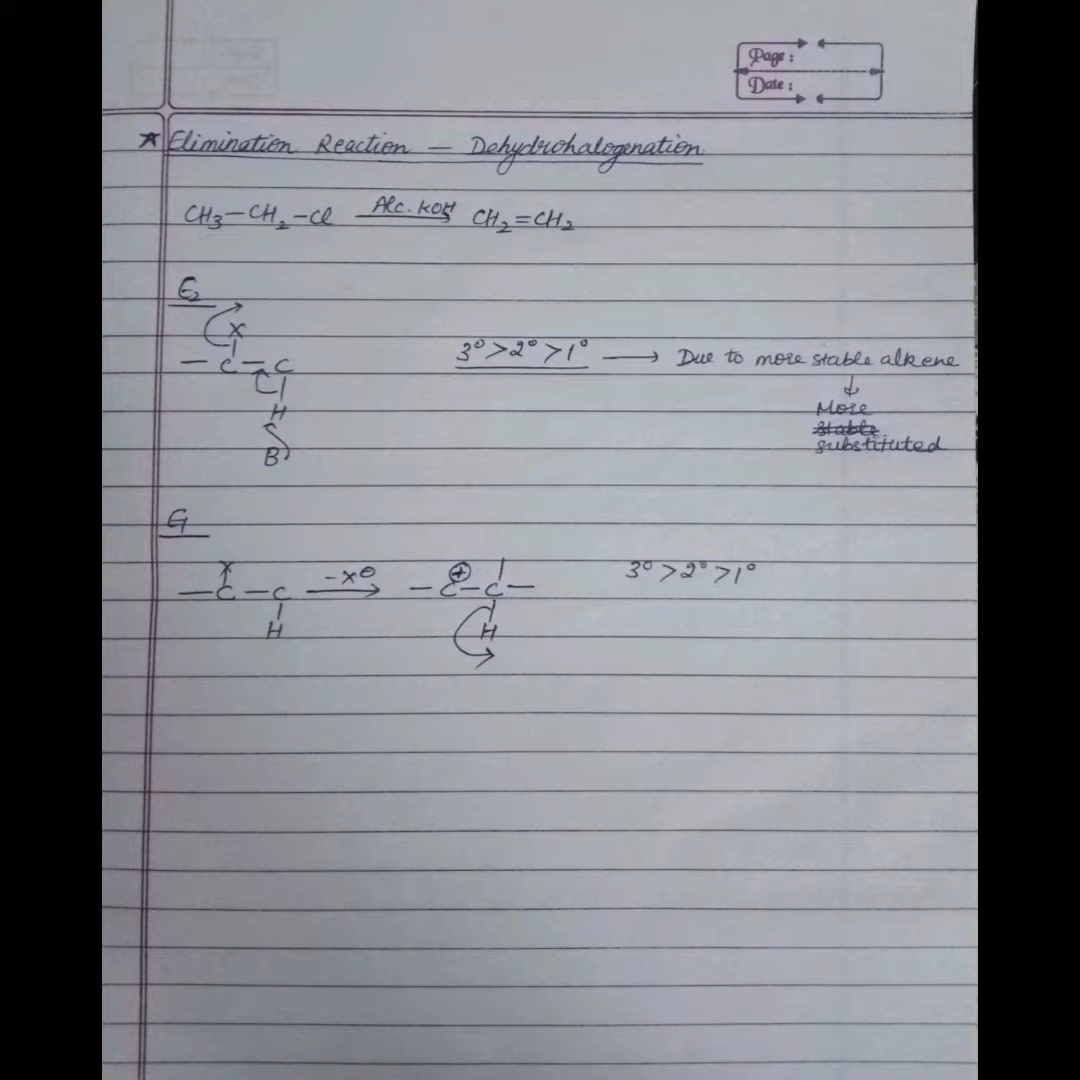 Page :
Date :
★ Elimination Reaction — Dehydrohalogenation
CH3—CH2—Cl Alc. KOH CH2=CH2
E2
X
3° > 2° > 1° → Due to more stable alkene
— C — C
H
More
stable
substituted
B
E1
X
— C — C —X⊖ → — C⊕ — C — 3° > 2° > 1°
H H